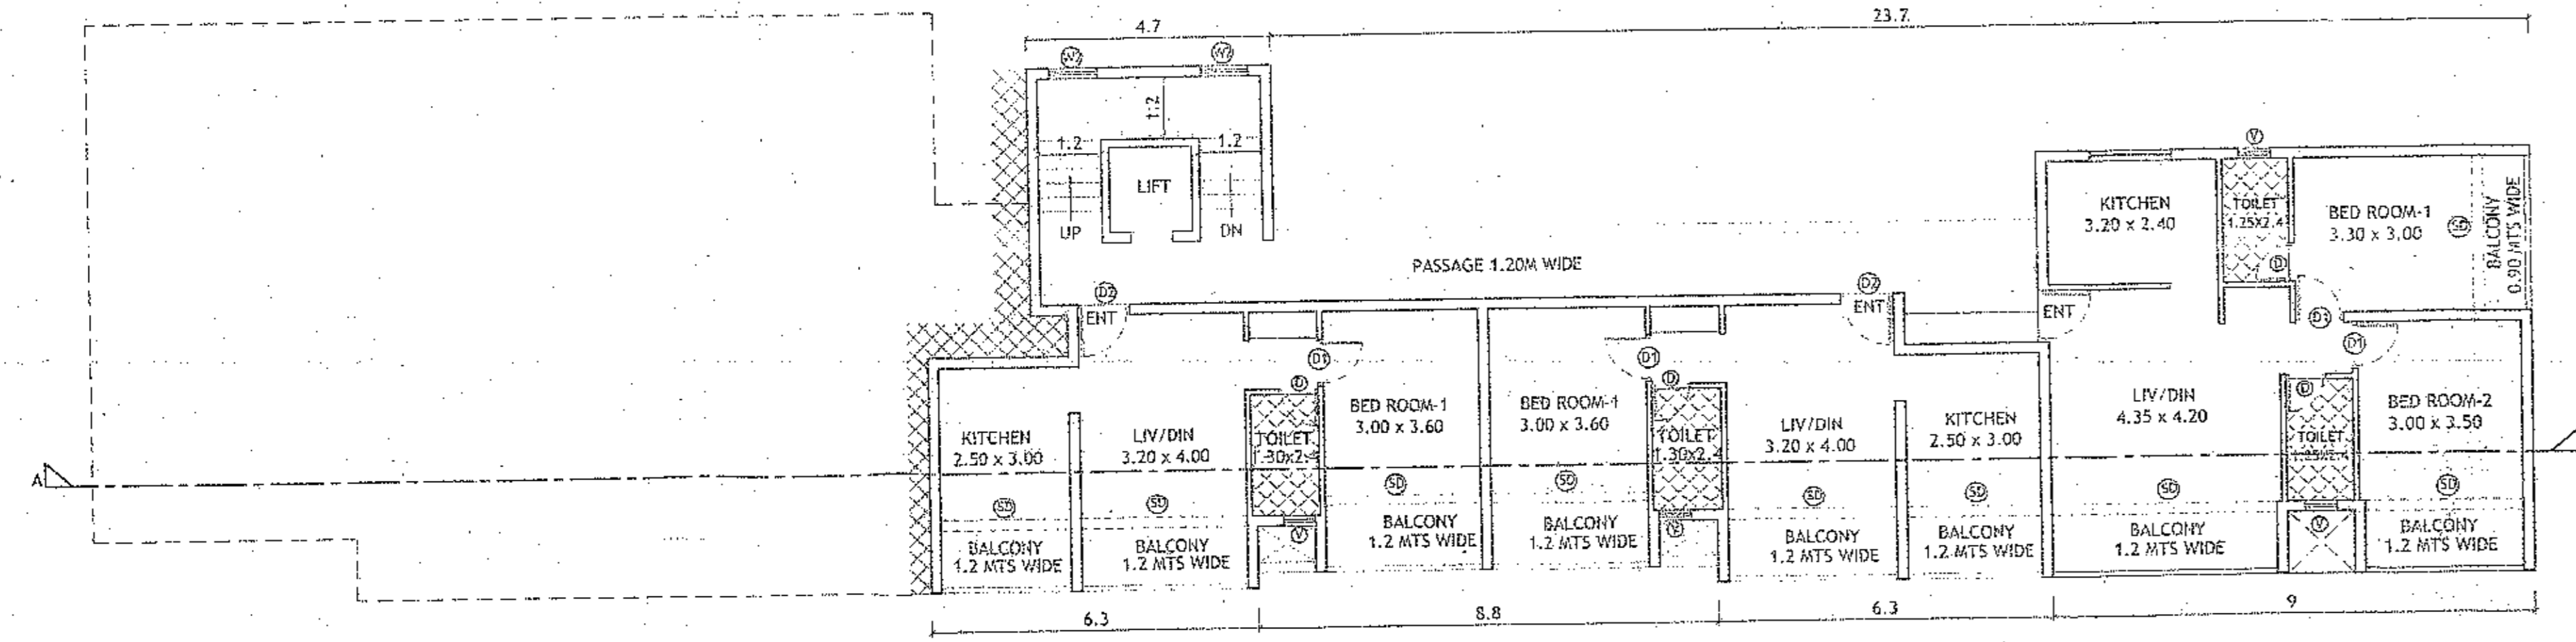 4.7
23.7
W2
W2
1.2
1.2
1.2
LIFT
UP
DN
V
KITCHEN
3.20 x 2.40
TOILET
1.25X2.4
D
BED ROOM-1
3.30 x 3.00
SD
BALCONY
0.90 MTS WIDE
PASSAGE 1.20M WIDE
D2
ENT
D2
ENT
ENT
D1
D1
D1
D1
D
D
D
KITCHEN
2.50 x 3.00
LIV/DIN
3.20 x 4.00
TOILET
1.30x2.4
BED ROOM-1
3.00 x 3.60
BED ROOM-1
3.00 x 3.60
TOILET
1.30x2.4
LIV/DIN
3.20 x 4.00
KITCHEN
2.50 x 3.00
LIV/DIN
4.35 x 4.20
TOILET
BED ROOM-2
3.00 x 3.50
A
SD
SD
SD
SD
SD
SD
SD
SD
V
V
V
BALCONY
1.2 MTS WIDE
BALCONY
1.2 MTS WIDE
BALCONY
1.2 MTS WIDE
BALCONY
1.2 MTS WIDE
BALCONY
1.2 MTS WIDE
BALCONY
1.2 MTS WIDE
BALCONY
1.2 MTS WIDE
BALCONY
1.2 MTS WIDE
6.3
8.8
6.3
9